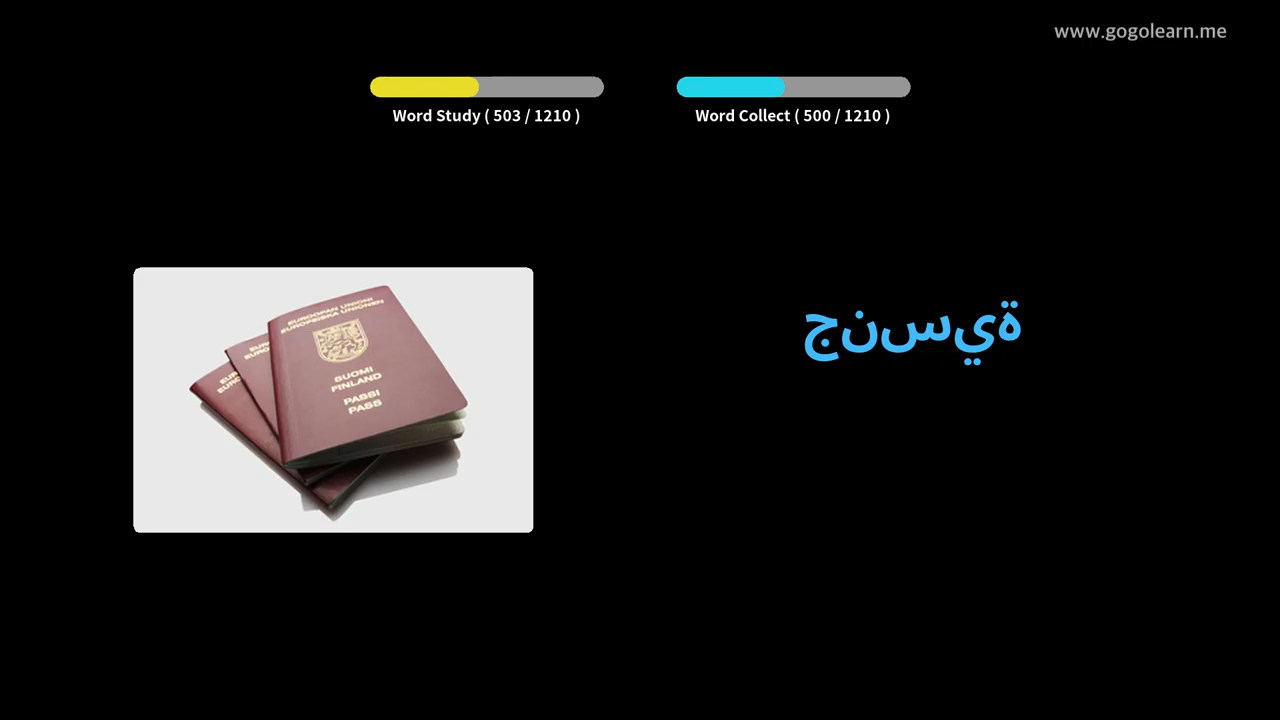 www.gogolearn.me
Word Study ( 503 / 1210 )
Word Collect ( 500 / 1210 )
EUROOPAN UNIONI
EUROPEISKA UNIONEN
SUOMI
FINLAND
PASSI
PASS
جنسية